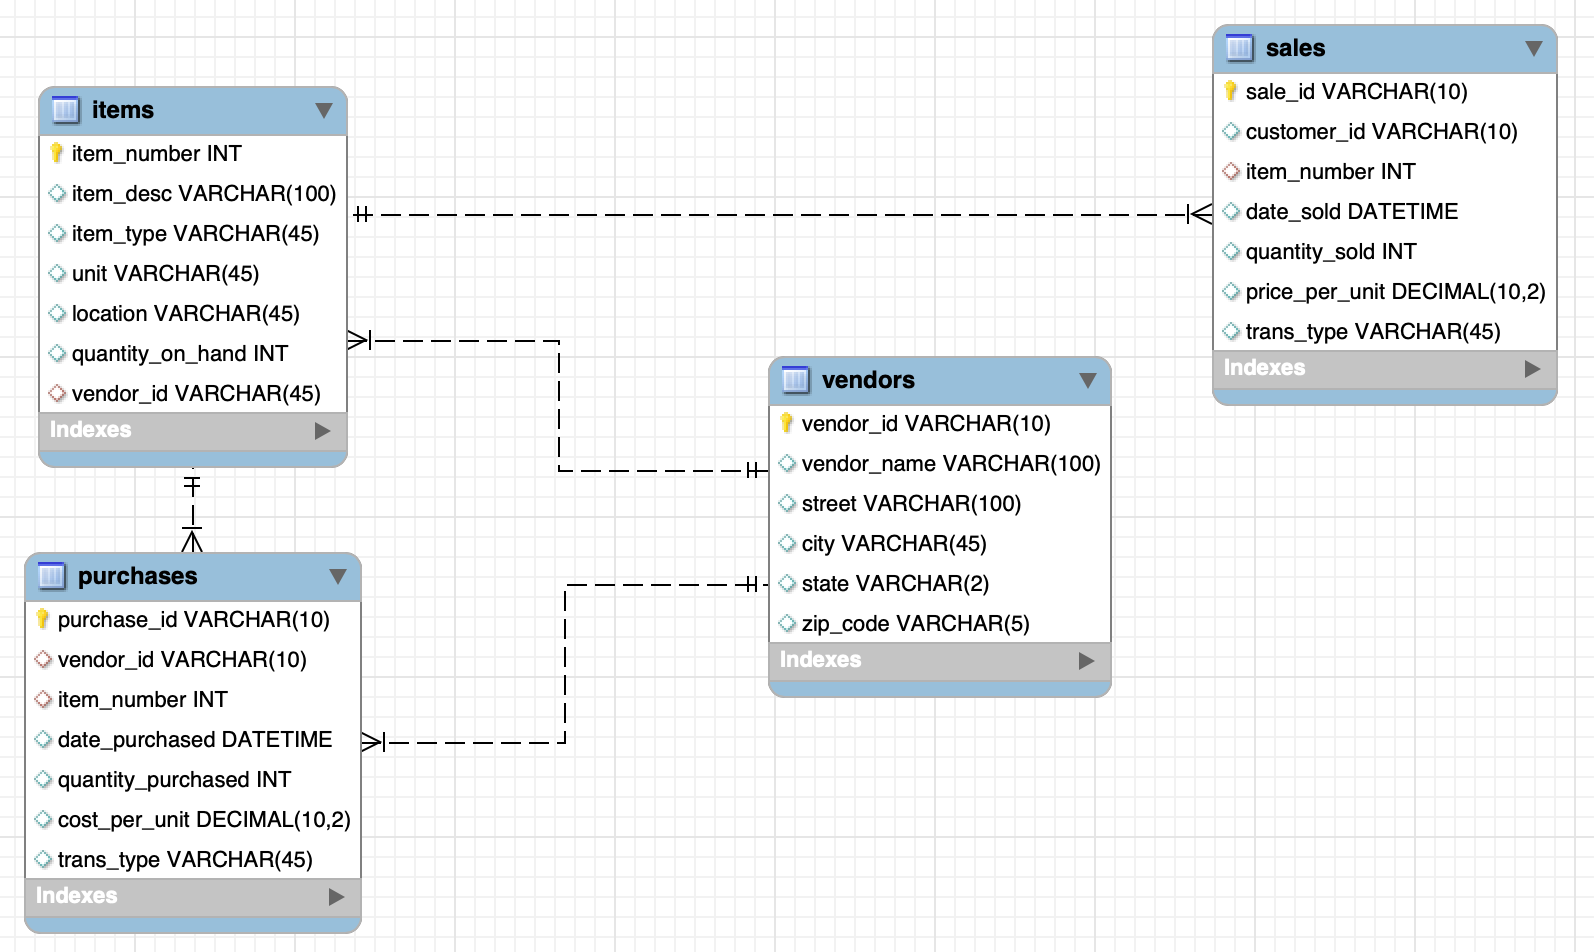 items
item_number INT
item_desc VARCHAR(100)
item_type VARCHAR(45)
unit VARCHAR(45)
location VARCHAR(45)
quantity_on_hand INT
vendor_id VARCHAR(45)
Indexes
sales
sale_id VARCHAR(10)
customer_id VARCHAR(10)
item_number INT
date_sold DATETIME
quantity_sold INT
price_per_unit DECIMAL(10,2)
trans_type VARCHAR(45)
Indexes
vendors
vendor_id VARCHAR(10)
vendor_name VARCHAR(100)
street VARCHAR(100)
city VARCHAR(45)
state VARCHAR(2)
zip_code VARCHAR(5)
Indexes
purchases
purchase_id VARCHAR(10)
vendor_id VARCHAR(10)
item_number INT
date_purchased DATETIME
quantity_purchased INT
cost_per_unit DECIMAL(10,2)
trans_type VARCHAR(45)
Indexes